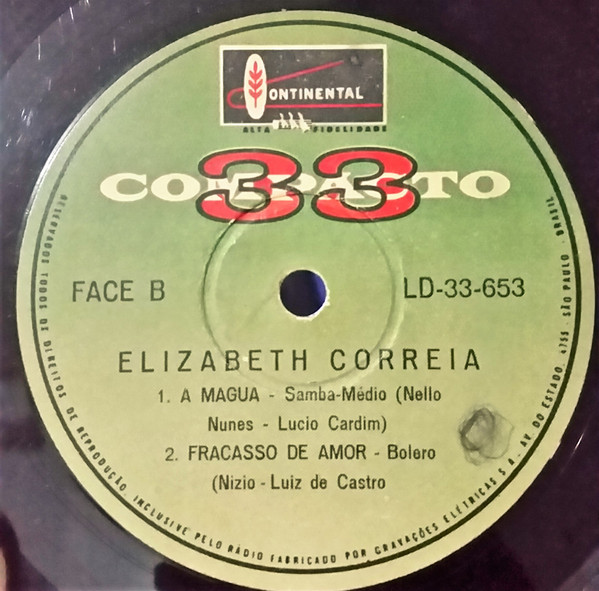 CONTINENTAL
ALTA FIDELIDADE
COMPACTO
33
FACE B
LD-33-653
ELIZABETH CORREIA
1. A MAGUA - Samba-Médio (Nello
Nunes - Lucio Cardim)
2. FRACASSO DE AMOR - Bolero
(Nizio - Luiz de Castro
RESERVADOS TODOS OS DIREITOS DE REPRODUÇÃO INCLUSIVE PELO RÁDIO FABRICADO POR GRAVAÇÕES ELÉTRICAS S.A. AV. DO ESTADO, 4755 - SÃO PAULO - BRASIL